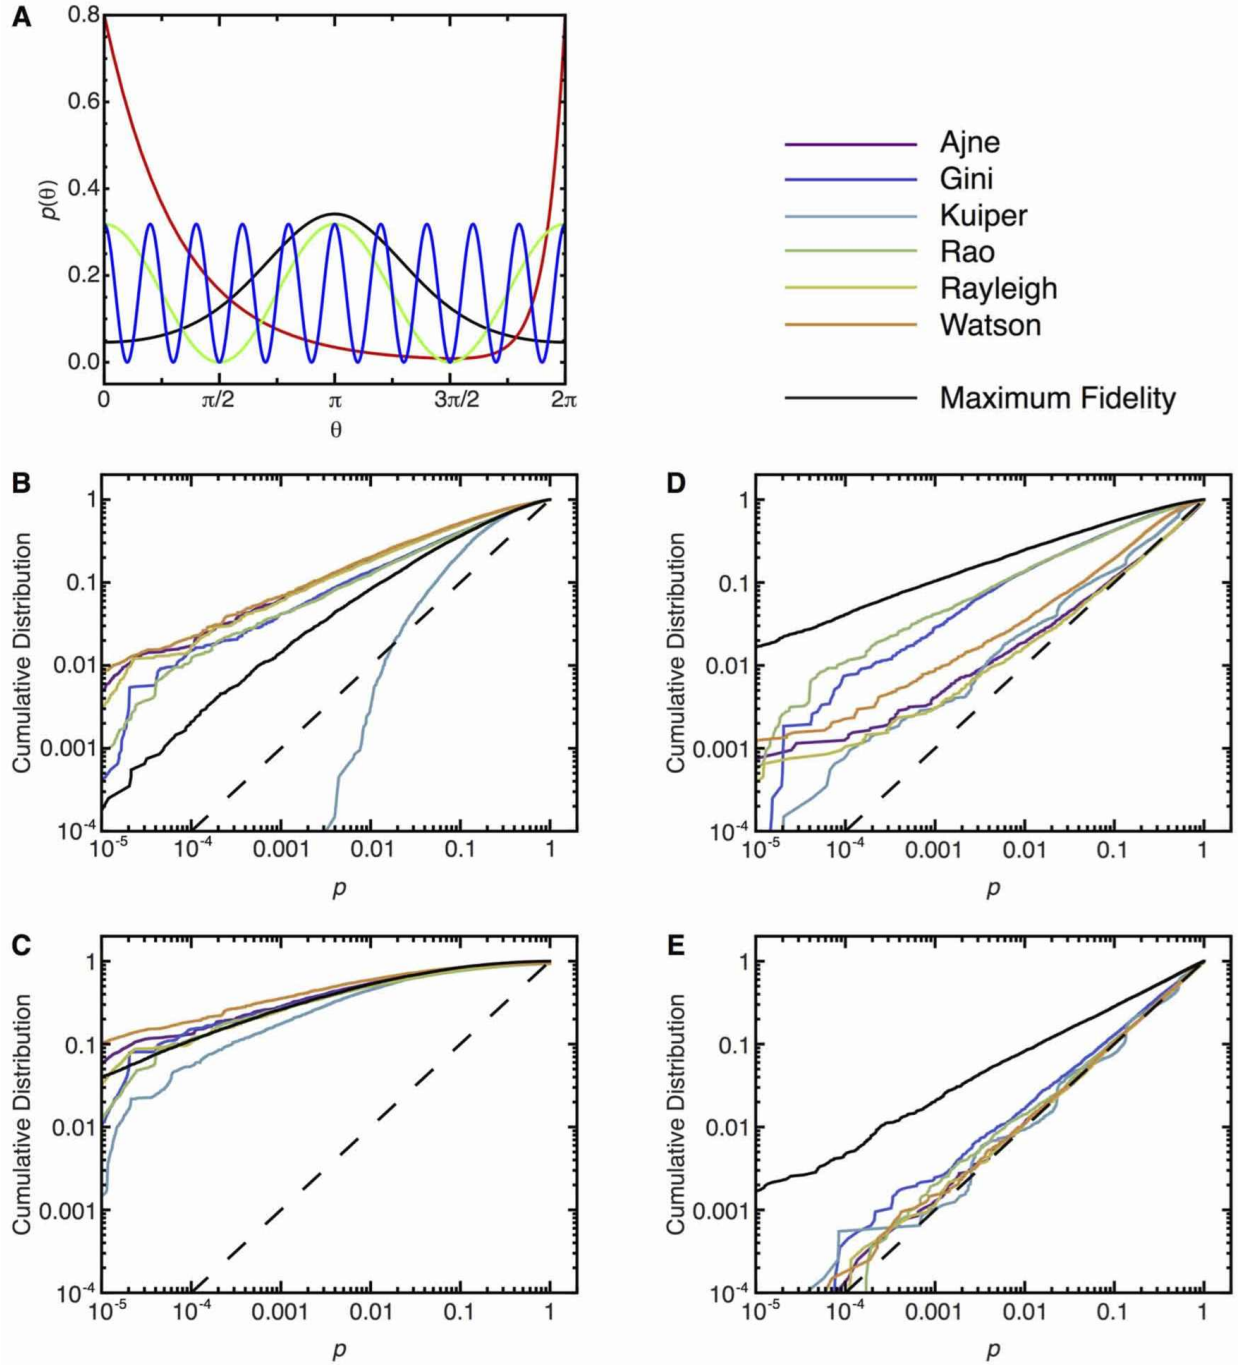 A
0.8
0.6
0.4
0.2
0.0
p(θ)
0 π/2 π 3π/2 2π
θ
Ajne
Gini
Kuiper
Rao
Rayleigh
Watson
Maximum Fidelity
B
1
0.1
0.01
0.001
10-4
Cumulative Distribution
10-5 10-4 0.001 0.01 0.1 1
p
D
1
0.1
0.01
0.001
10-4
Cumulative Distribution
10-5 10-4 0.001 0.01 0.1 1
p
C
1
0.1
0.01
0.001
10-4
Cumulative Distribution
10-5 10-4 0.001 0.01 0.1 1
p
E
1
0.1
0.01
0.001
10-4
Cumulative Distribution
10-5 10-4 0.001 0.01 0.1 1
p